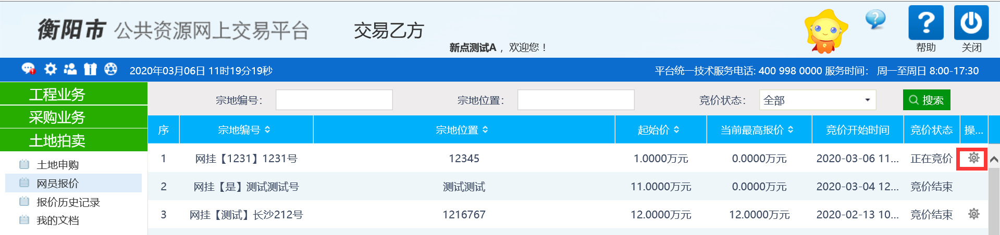 衡阳市 公共资源网上交易平台 交易乙方
新点测试A， 欢迎您！
帮助 关闭
2020年03月06日 11时19分19秒 平台统一技术服务电话: 400 998 0000 服务时间： 周一至周日 8:00-17:30
工程业务
采购业务
土地拍卖
土地申购
网员报价
报价历史记录
我的文档
宗地编号： 宗地位置： 竞价状态： 全部 搜索
序 宗地编号 宗地位置 起始价 当前最高报价 竞价开始时间 竞价状态 操...
1 网挂【1231】1231号 12345 1.0000万元 0.0000万元 2020-03-06 11... 正在竞价
2 网挂【是】测试测试号 测试测试 11.0000万元 0.0000万元 2020-03-04 12... 竞价结束
3 网挂【测试】长沙212号 1216767 12.0000万元 12.0000万元 2020-02-13 10... 竞价结束